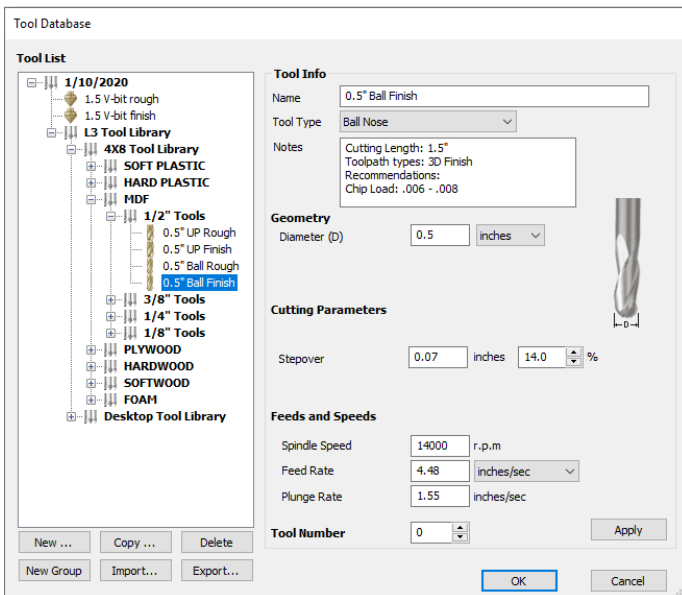 Tool Database
Tool List
1/10/2020
1.5 V-bit rough
1.5 V-bit finish
L3 Tool Library
4X8 Tool Library
SOFT PLASTIC
HARD PLASTIC
MDF
1/2" Tools
0.5" UP Rough
0.5" UP Finish
0.5" Ball Rough
0.5" Ball Finish
3/8" Tools
1/4" Tools
1/8" Tools
PLYWOOD
HARDWOOD
SOFTWOOD
FOAM
Desktop Tool Library
New ... Copy ... Delete
New Group Import... Export...
Tool Info
Name 0.5" Ball Finish
Tool Type Ball Nose
Notes Cutting Length: 1.5"
Toolpath types: 3D Finish
Recommendations:
Chip Load: .006 - .008
Geometry
Diameter (D) 0.5 inches
D
Cutting Parameters
Stepover 0.07 inches 14.0 %
Feeds and Speeds
Spindle Speed 14000 r.p.m
Feed Rate 4.48 inches/sec
Plunge Rate 1.55 inches/sec
Tool Number 0 Apply
OK Cancel